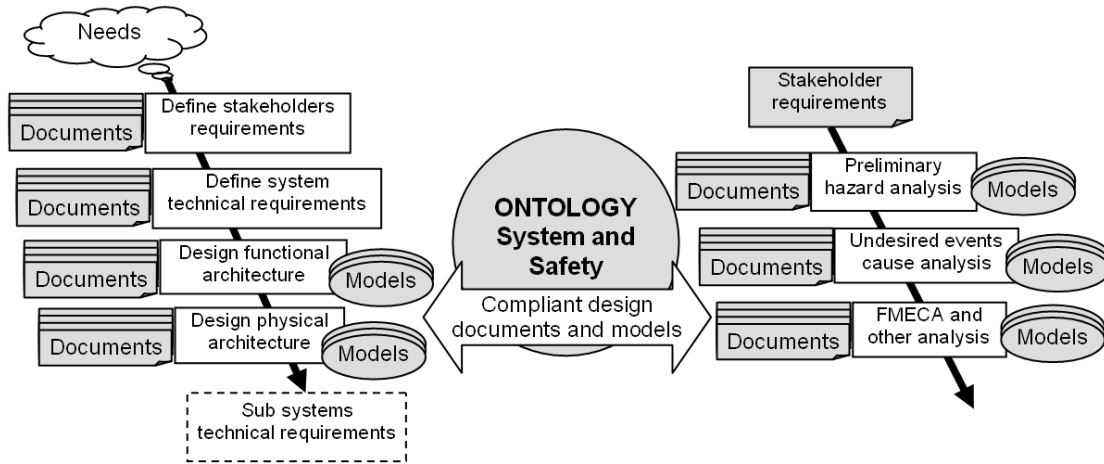 Needs
Documents
Define stakeholders
requirements
Documents
Define system
technical requirements
Documents
Design functional
architecture
Models
Documents
Design physical
architecture
Models
Sub systems
technical requirements
ONTOLOGY
System and
Safety
Compliant design
documents and models
Stakeholder
requirements
Documents
Preliminary
hazard analysis
Models
Documents
Undesired events
cause analysis
Models
Documents
FMECA and
other analysis
Models